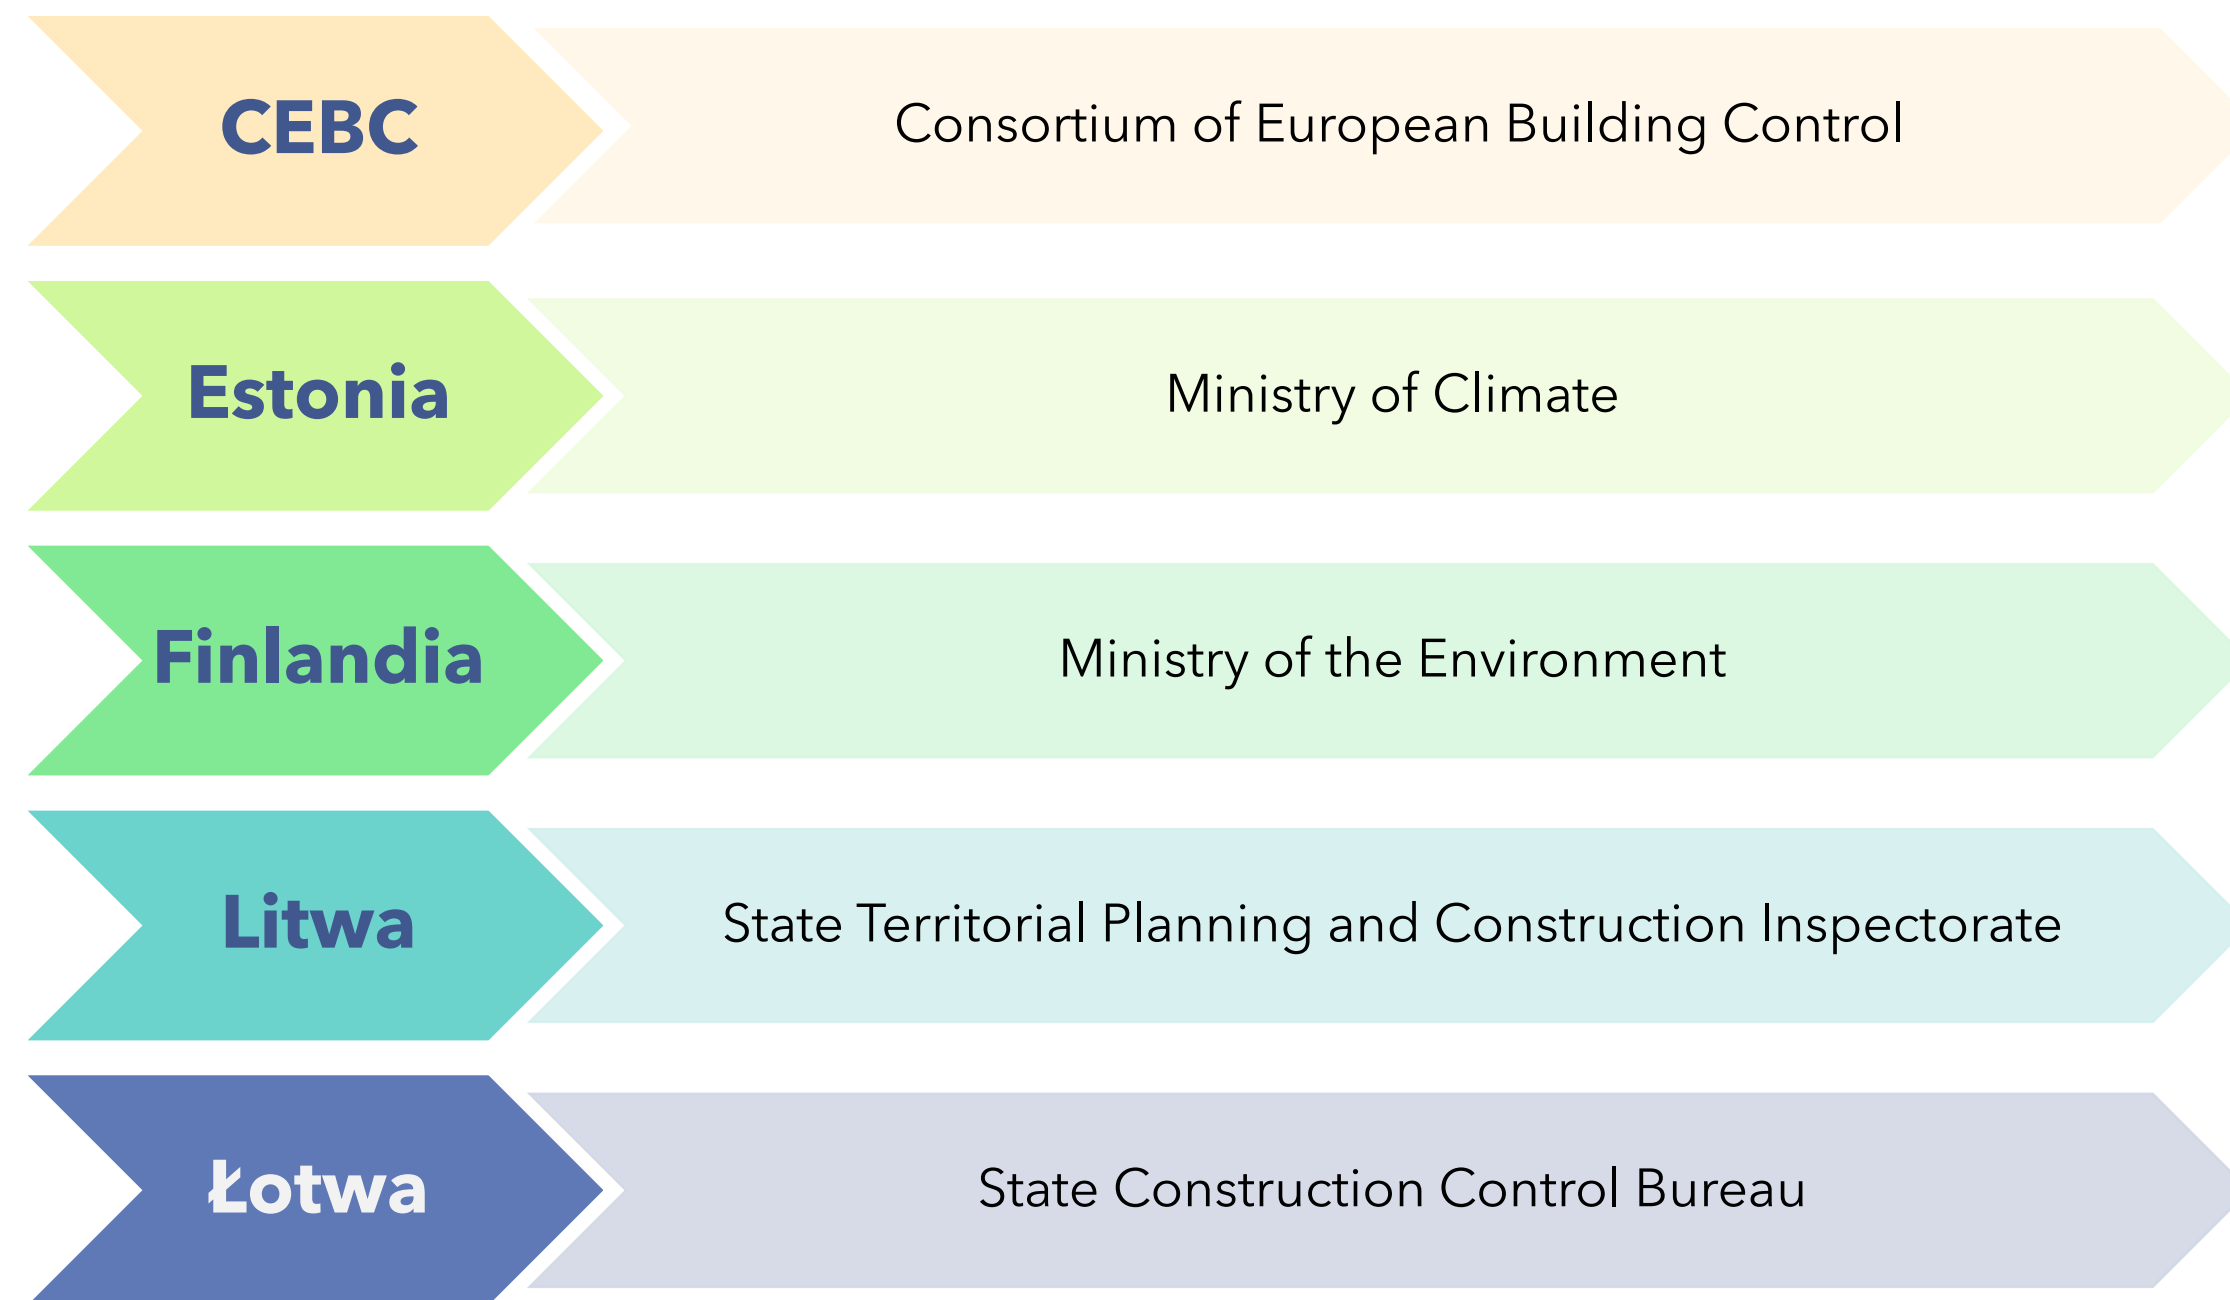 CEBC
Consortium of European Building Control
Estonia
Ministry of Climate
Finlandia
Ministry of the Environment
Litwa
State Territorial Planning and Construction Inspectorate
Łotwa
State Construction Control Bureau